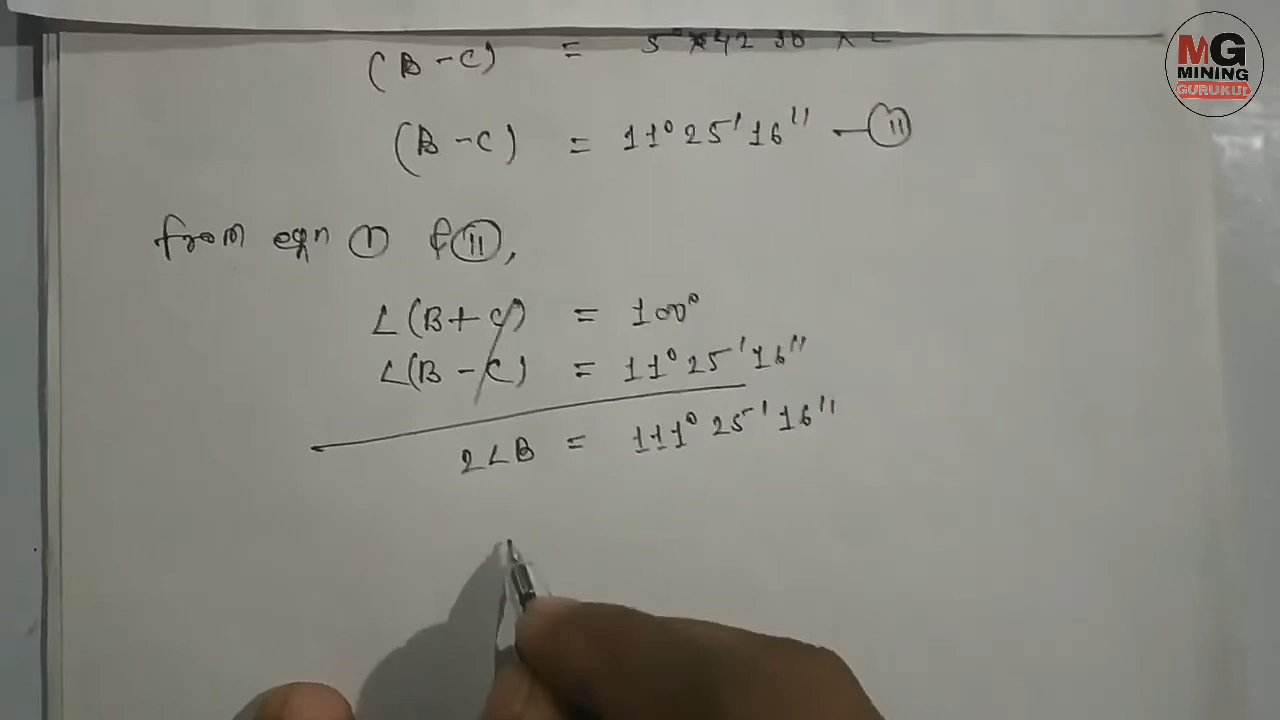 MG
MINING
GURUKUL
(B-C) =
(B-C) = 11° 25' 16" — (II)
from eqn (I) & (II),
∠(B+C) = 100°
∠(B-C) = 11° 25' 16"
2∠B = 111° 25' 16"